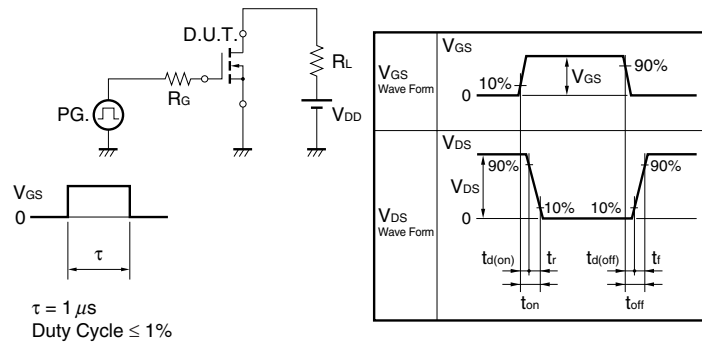 D.U.T.
RL
RG
PG.
VDD
VGS
0
τ
τ = 1 μs
Duty Cycle ≤ 1%
VGS
Wave Form
VGS
10%
VGS
90%
0
VDS
Wave Form
VDS
90%
90%
VDS
10%
10%
0
td(on)
tr
td(off)
tf
ton
toff